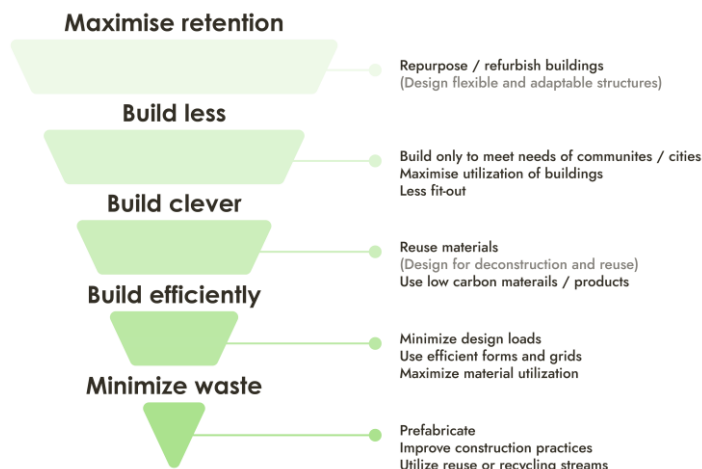 Maximise retention
Repurpose / refurbish buildings
(Design flexible and adaptable structures)
Build less
Build only to meet needs of communites / cities
Maximise utilization of buildings
Less fit-out
Build clever
Reuse materials
(Design for deconstruction and reuse)
Use low carbon materails / products
Build efficiently
Minimize design loads
Use efficient forms and grids
Maximize material utilization
Minimize waste
Prefabricate
Improve construction practices
Utilize reuse or recycling streams